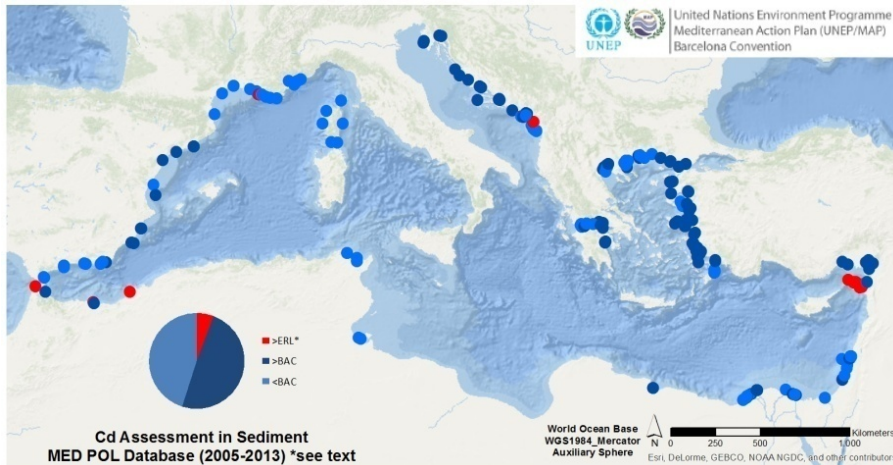 United Nations Environment Programme
Mediterranean Action Plan (UNEP/MAP)
Barcelona Convention
UNEP
MAP
>ERL*
>BAC
<BAC
Cd Assessment in Sediment
MED POL Database (2005-2013) *see text
World Ocean Base
WGS1984_Mercator
Auxiliary Sphere
N
Kilometers
0 250 500 1,000
Esri, DeLorme, GEBCO, NOAA NGDC, and other contributors